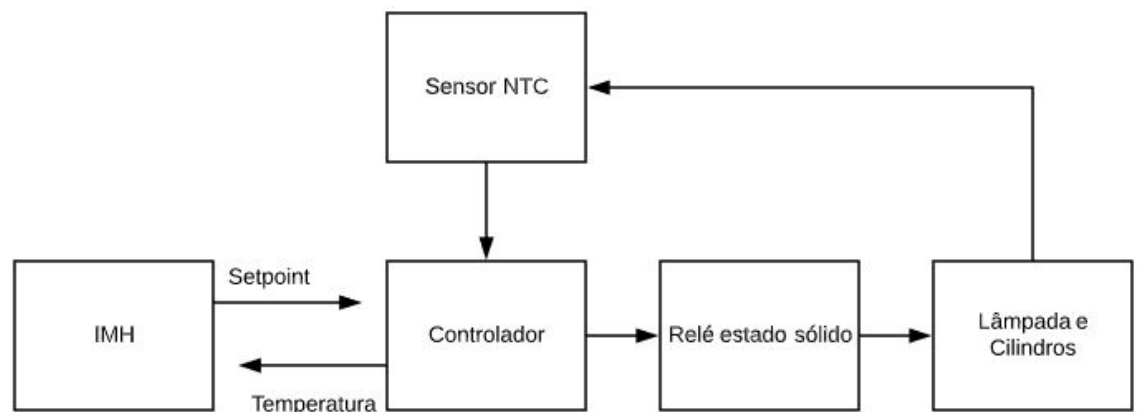 Sensor NTC
Setpoint
IMH
Controlador
Relé estado sólido
Lâmpada e
Cilindros
Temperatura